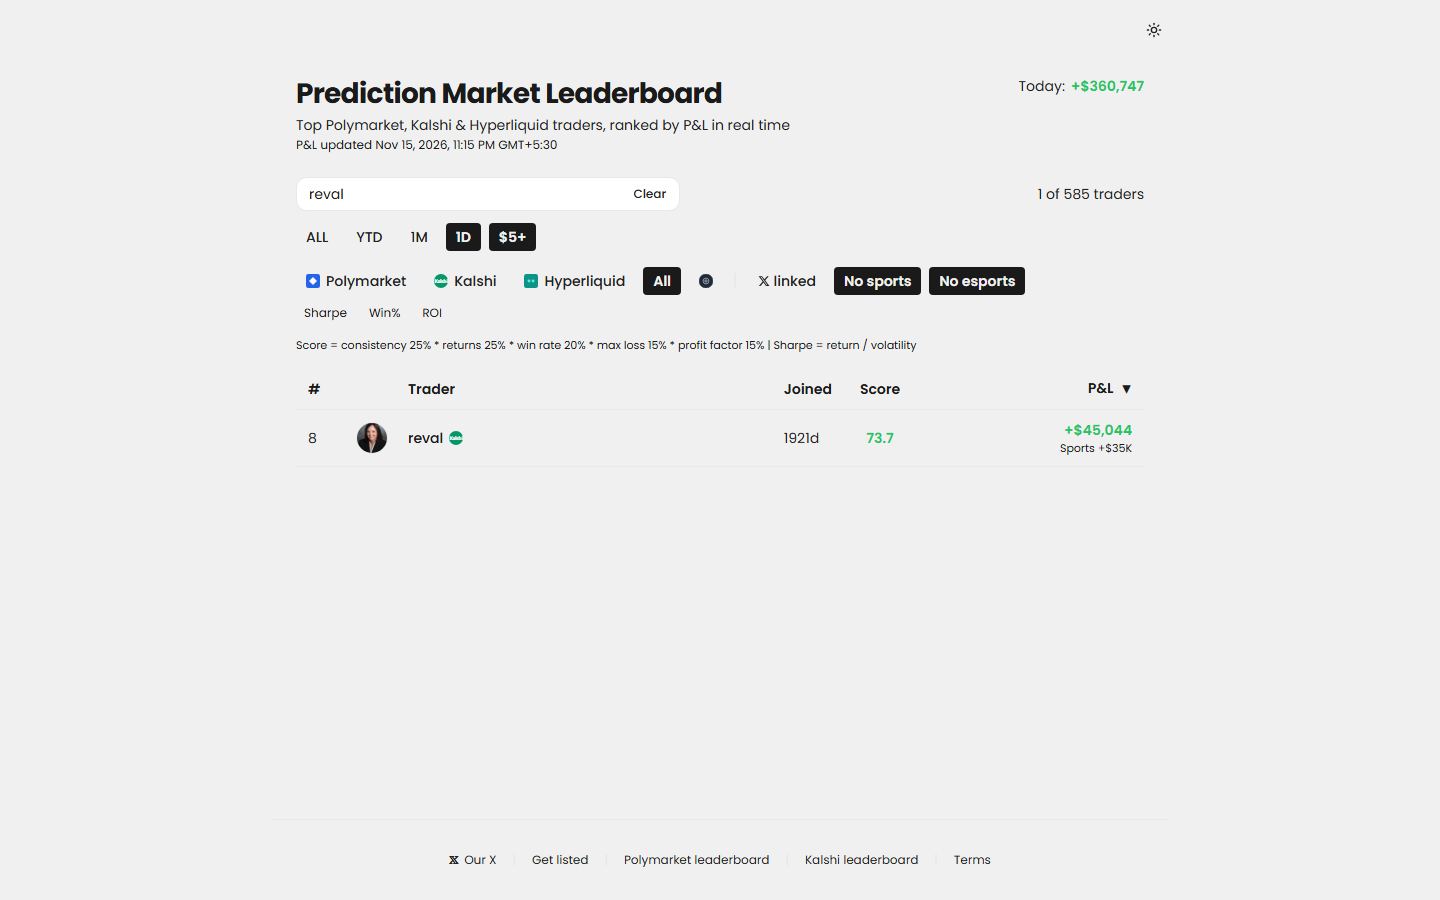 Prediction Market Leaderboard
Today: +$360,747
Top Polymarket, Kalshi & Hyperliquid traders, ranked by P&L in real time
P&L updated Nov 15, 2026, 11:15 PM GMT+5:30
reval Clear
1 of 585 traders
ALL YTD 1M 1D $5+
Polymarket Kalshi Hyperliquid All X linked No sports No esports
Sharpe Win% ROI
Score = consistency 25% * returns 25% * win rate 20% * max loss 15% * profit factor 15% | Sharpe = return / volatility
# Trader Joined Score P&L ▼
8 reval Kalshi 1921d 73.7 +$45,044
Sports +$35K
X Our X Get listed Polymarket leaderboard Kalshi leaderboard Terms